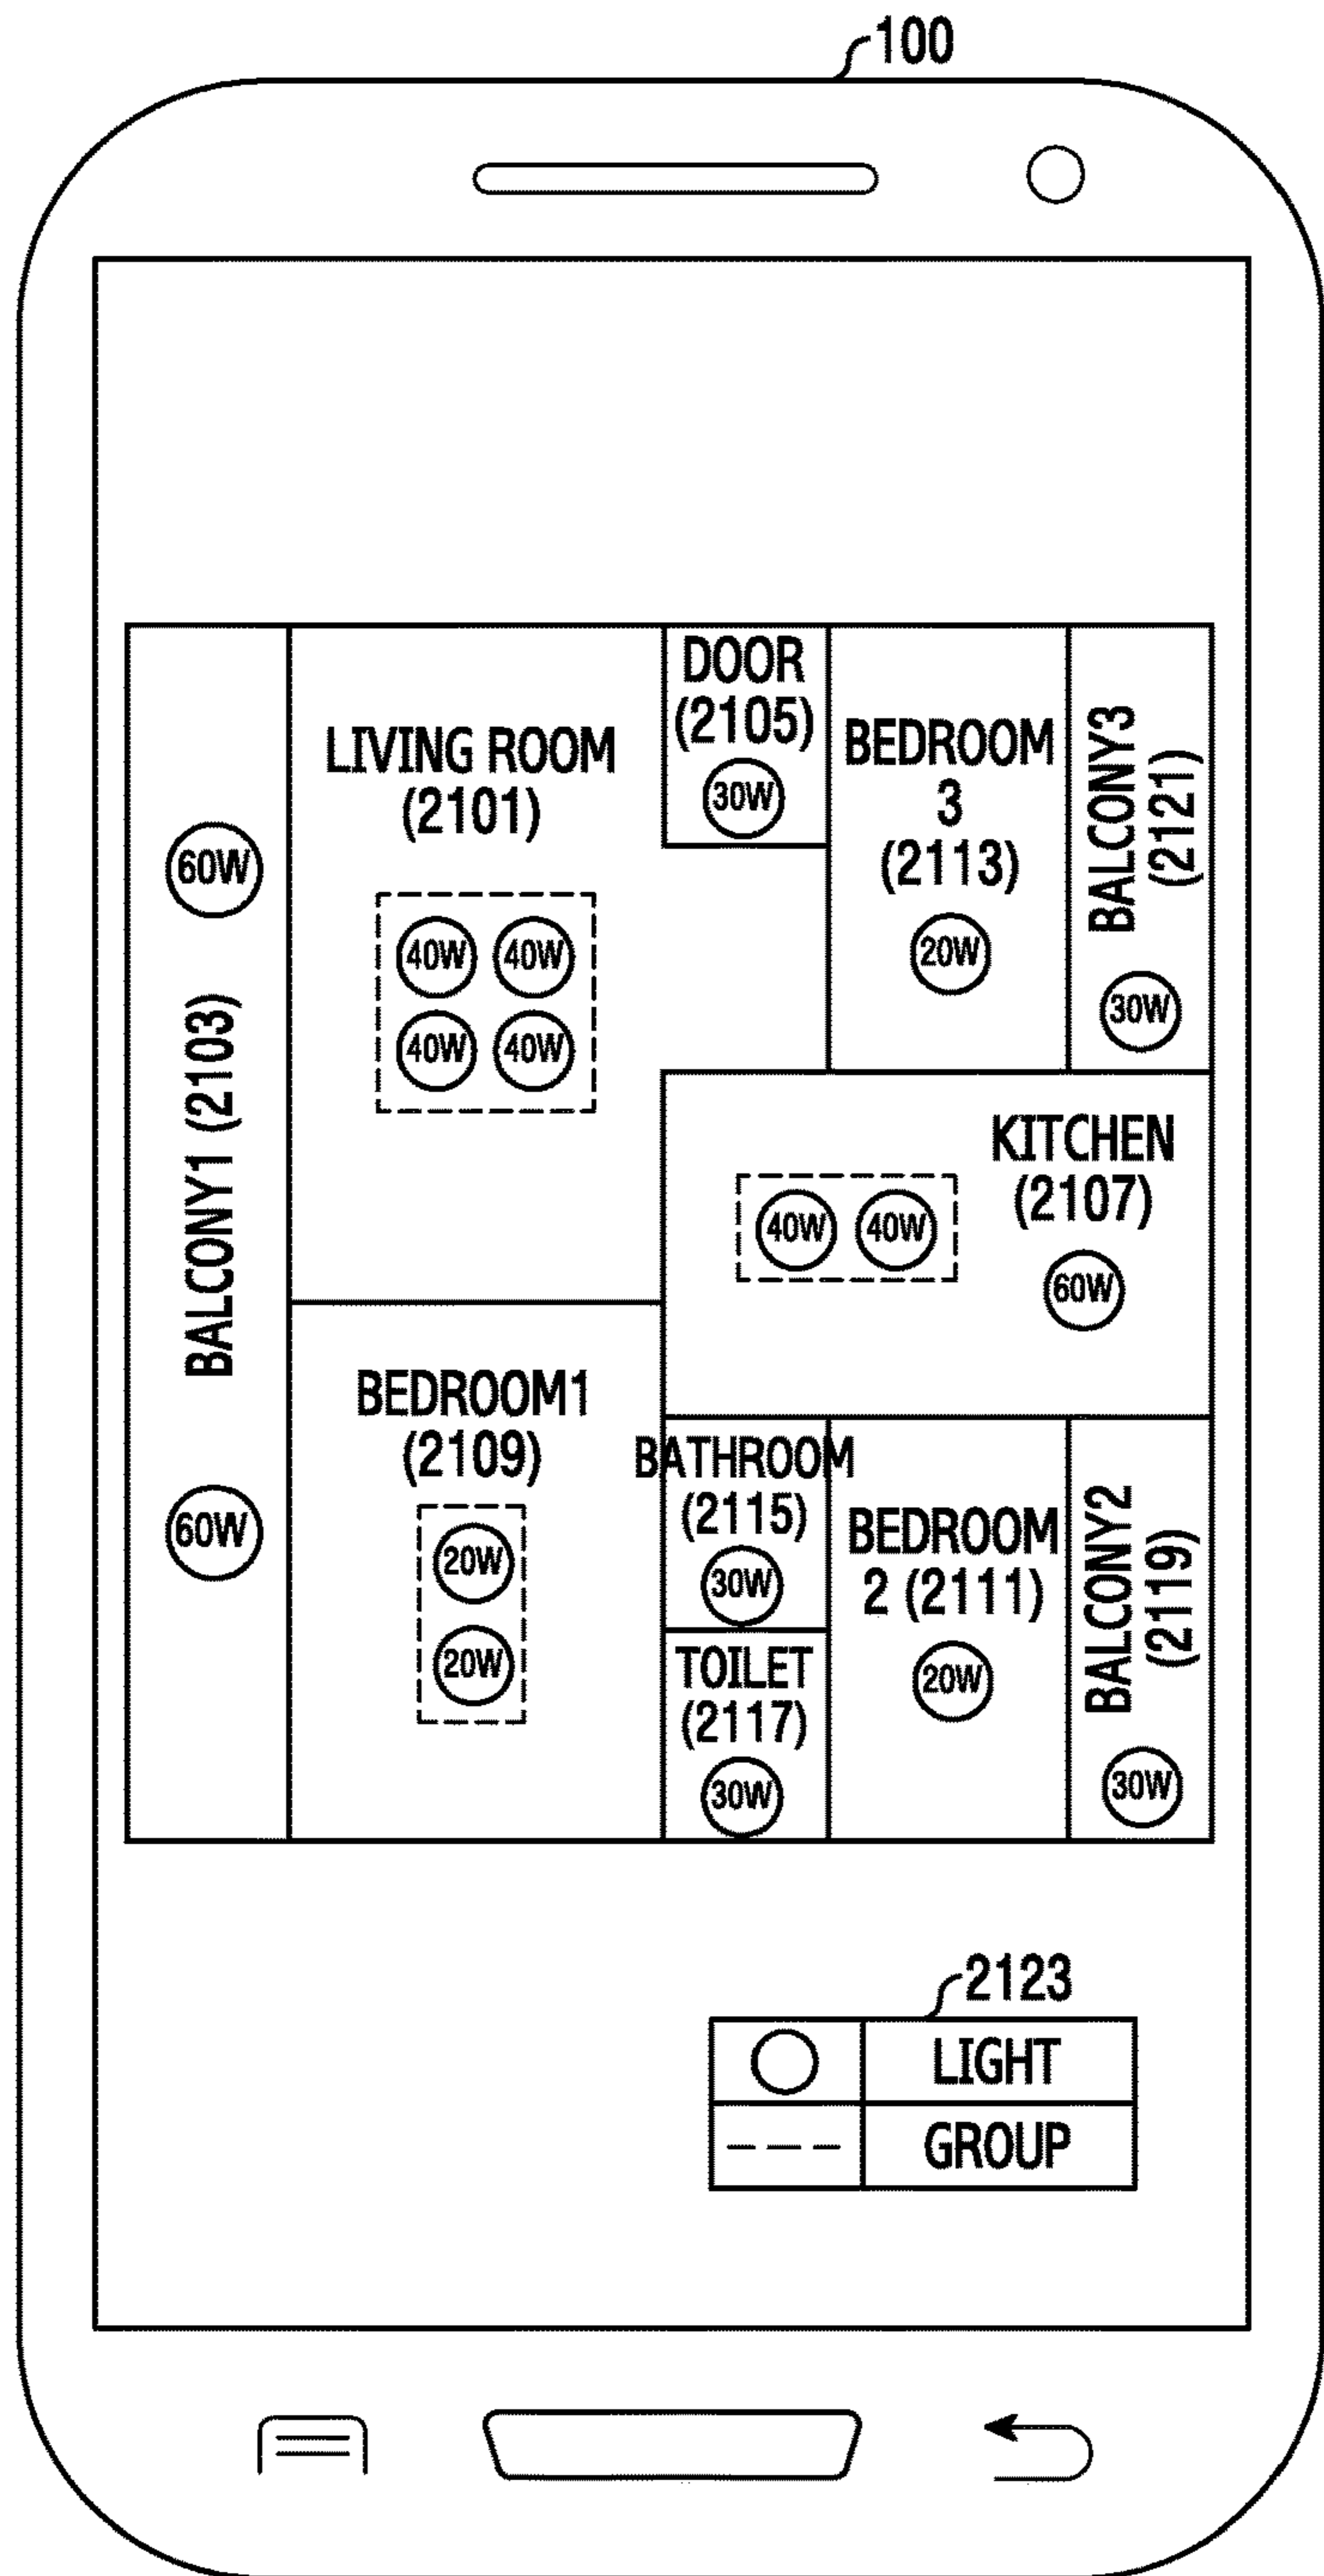 100
DOOR
(2105)
30W
LIVING ROOM
(2101)
BEDROOM
3
(2113)
20W
BALCONY3
(2121)
30W
60W
BALCONY1 (2103)
60W
40W 40W
40W 40W
KITCHEN
(2107)
40W 40W
60W
BEDROOM1
(2109)
20W
20W
BATHROOM
(2115)
30W
TOILET
(2117)
30W
BEDROOM
2 (2111)
20W
BALCONY2
(2119)
30W
2123
LIGHT
GROUP